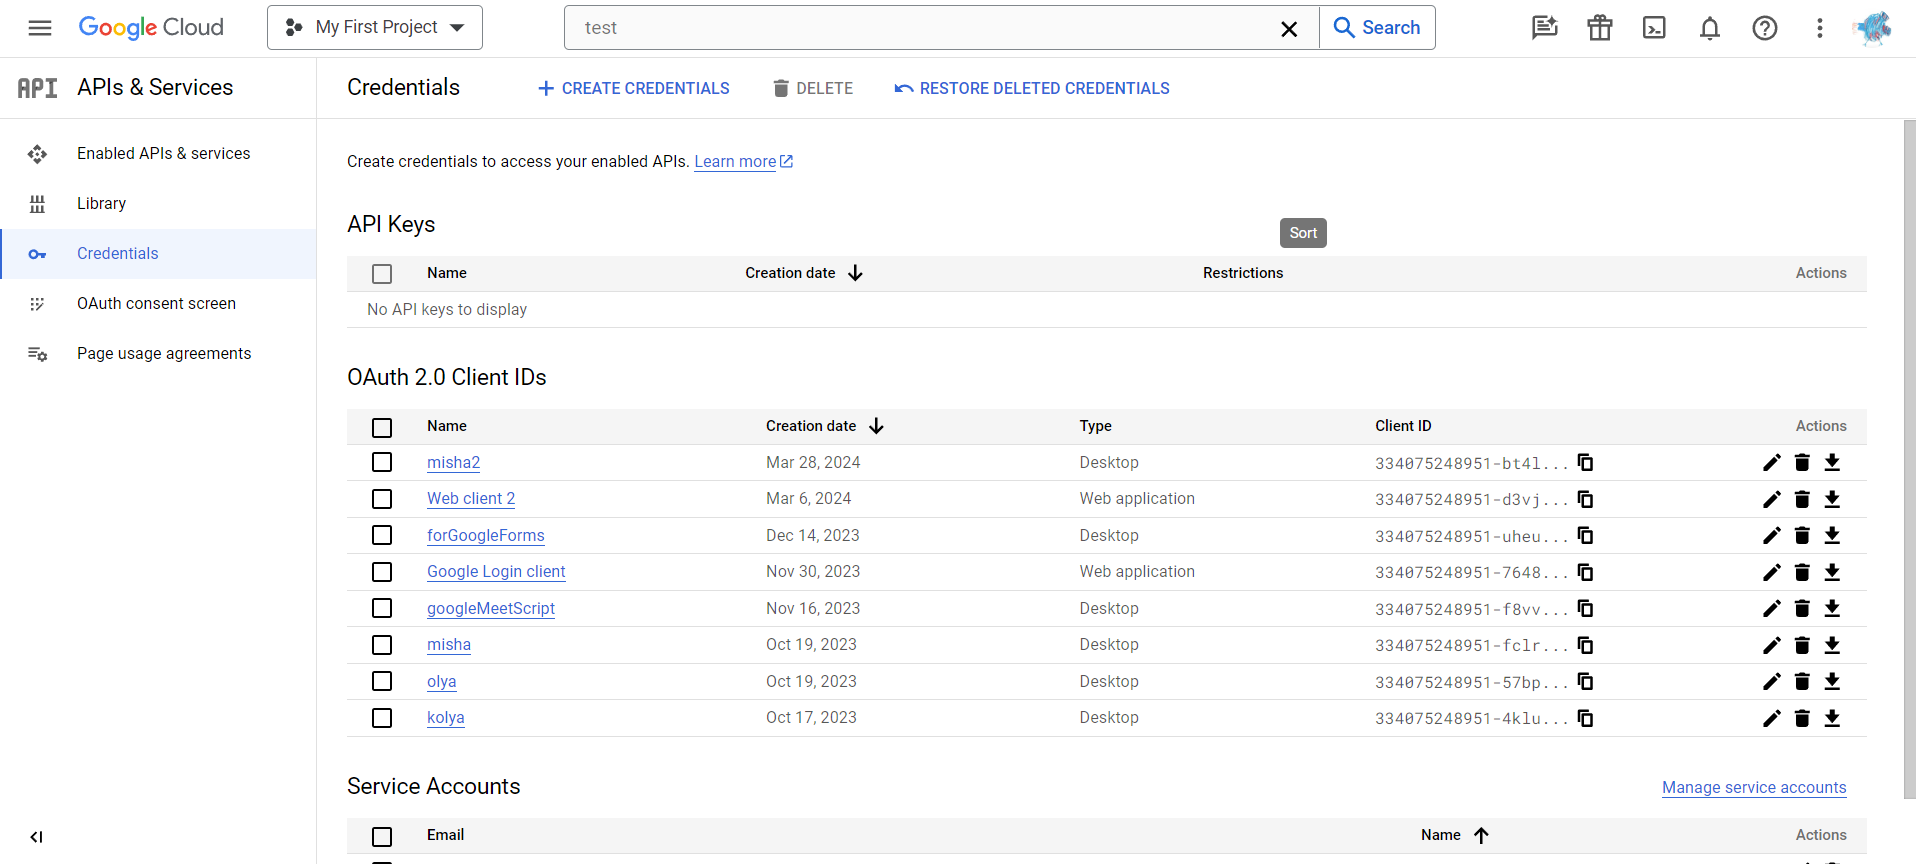 Google Cloud My First Project test Search
API APIs & Services Credentials CREATE CREDENTIALS DELETE RESTORE DELETED CREDENTIALS
Enabled APIs & services
Library
Credentials
OAuth consent screen
Page usage agreements
Create credentials to access your enabled APIs. Learn more
API Keys
Sort
Name Creation date Restrictions Actions
No API keys to display
OAuth 2.0 Client IDs
Name Creation date Type Client ID Actions
misha2 Mar 28, 2024 Desktop 334075248951-bt4l...
Web client 2 Mar 6, 2024 Web application 334075248951-d3vj...
forGoogleForms Dec 14, 2023 Desktop 334075248951-uheu...
Google Login client Nov 30, 2023 Web application 334075248951-7648...
googleMeetScript Nov 16, 2023 Desktop 334075248951-f8vv...
misha Oct 19, 2023 Desktop 334075248951-fclr...
olya Oct 19, 2023 Desktop 334075248951-57bp...
kolya Oct 17, 2023 Desktop 334075248951-4klu...
Service Accounts Manage service accounts
Email Name Actions